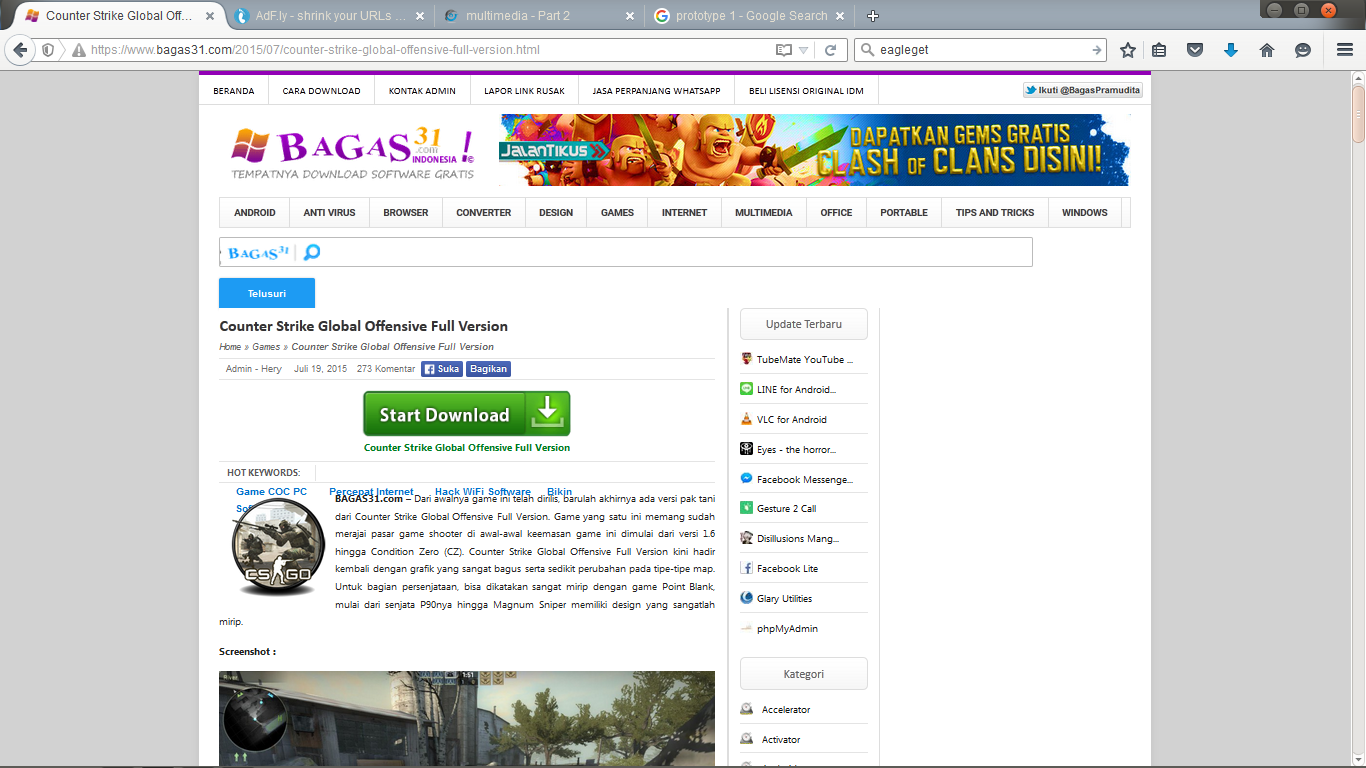 Counter Strike Global Off...
AdF.ly - shrink your URLs ...
multimedia - Part 2
prototype 1 - Google Search
https://www.bagas31.com/2015/07/counter-strike-global-offensive-full-version.html
eagleget
BERANDA
CARA DOWNLOAD
KONTAK ADMIN
LAPOR LINK RUSAK
JASA PERPANJANG WHATSAPP
BELI LISENSI ORIGINAL IDM
Ikuti @BagasPramudita
BAGAS31 !
.com
INDONESIA ©
TEMPATNYA DOWNLOAD SOFTWARE GRATIS
JALANTIKUS
DAPATKAN GEMS GRATIS
CLASH OF CLANS DISINI!
ANDROID
ANTI VIRUS
BROWSER
CONVERTER
DESIGN
GAMES
INTERNET
MULTIMEDIA
OFFICE
PORTABLE
TIPS AND TRICKS
WINDOWS
BAGAS31
Telusuri
Counter Strike Global Offensive Full Version
Home » Games » Counter Strike Global Offensive Full Version
Admin - Hery Juli 19, 2015 273 Komentar Suka Bagikan
Start Download
Counter Strike Global Offensive Full Version
HOT KEYWORDS:
Game COC PC Percepat Internet Hack WiFi Software Bikin
CS GO
BAGAS31.com – Dari awalnya game ini telah dirilis, barulah akhirnya ada versi pak tani
dari Counter Strike Global Offensive Full Version. Game yang satu ini memang sudah
merajai pasar game shooter di awal-awal keemasan game ini dimulai dari versi 1.6
hingga Condition Zero (CZ). Counter Strike Global Offensive Full Version kini hadir
kembali dengan grafik yang sangat bagus serta sedikit perubahan pada tipe-tipe map.
Untuk bagian persenjataan, bisa dikatakan sangat mirip dengan game Point Blank,
mulai dari senjata P90nya hingga Magnum Sniper memiliki design yang sangatlah
mirip.
Screenshot :
1:51
Update Terbaru
TubeMate YouTube ...
LINE for Android...
VLC for Android
Eyes - the horror...
Facebook Messenge...
Gesture 2 Call
Disillusions Mang...
Facebook Lite
Glary Utilities
phpMyAdmin
Kategori
Accelerator
Activator